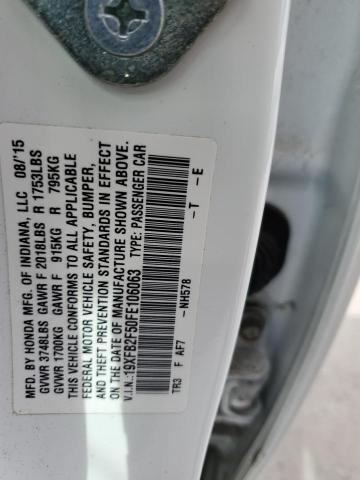 MFD. BY HONDA MFG. OF INDIANA, LLC 08/'15
GVWR 3748LBS GAWR F 2018LBS R 1753LBS
GVWR 1700KG GAWR F 915KG R 795KG
THIS VEHICLE CONFORMS TO ALL APPLICABLE
FEDERAL MOTOR VEHICLE SAFETY, BUMPER,
AND THEFT PREVENTION STANDARDS IN EFFECT
ON THE DATE OF MANUFACTURE SHOWN ABOVE.
V.I.N.: 19XFB2F50FE106063 TYPE: PASSENGER CAR
TR3 F AF7 - NH578 - T - E